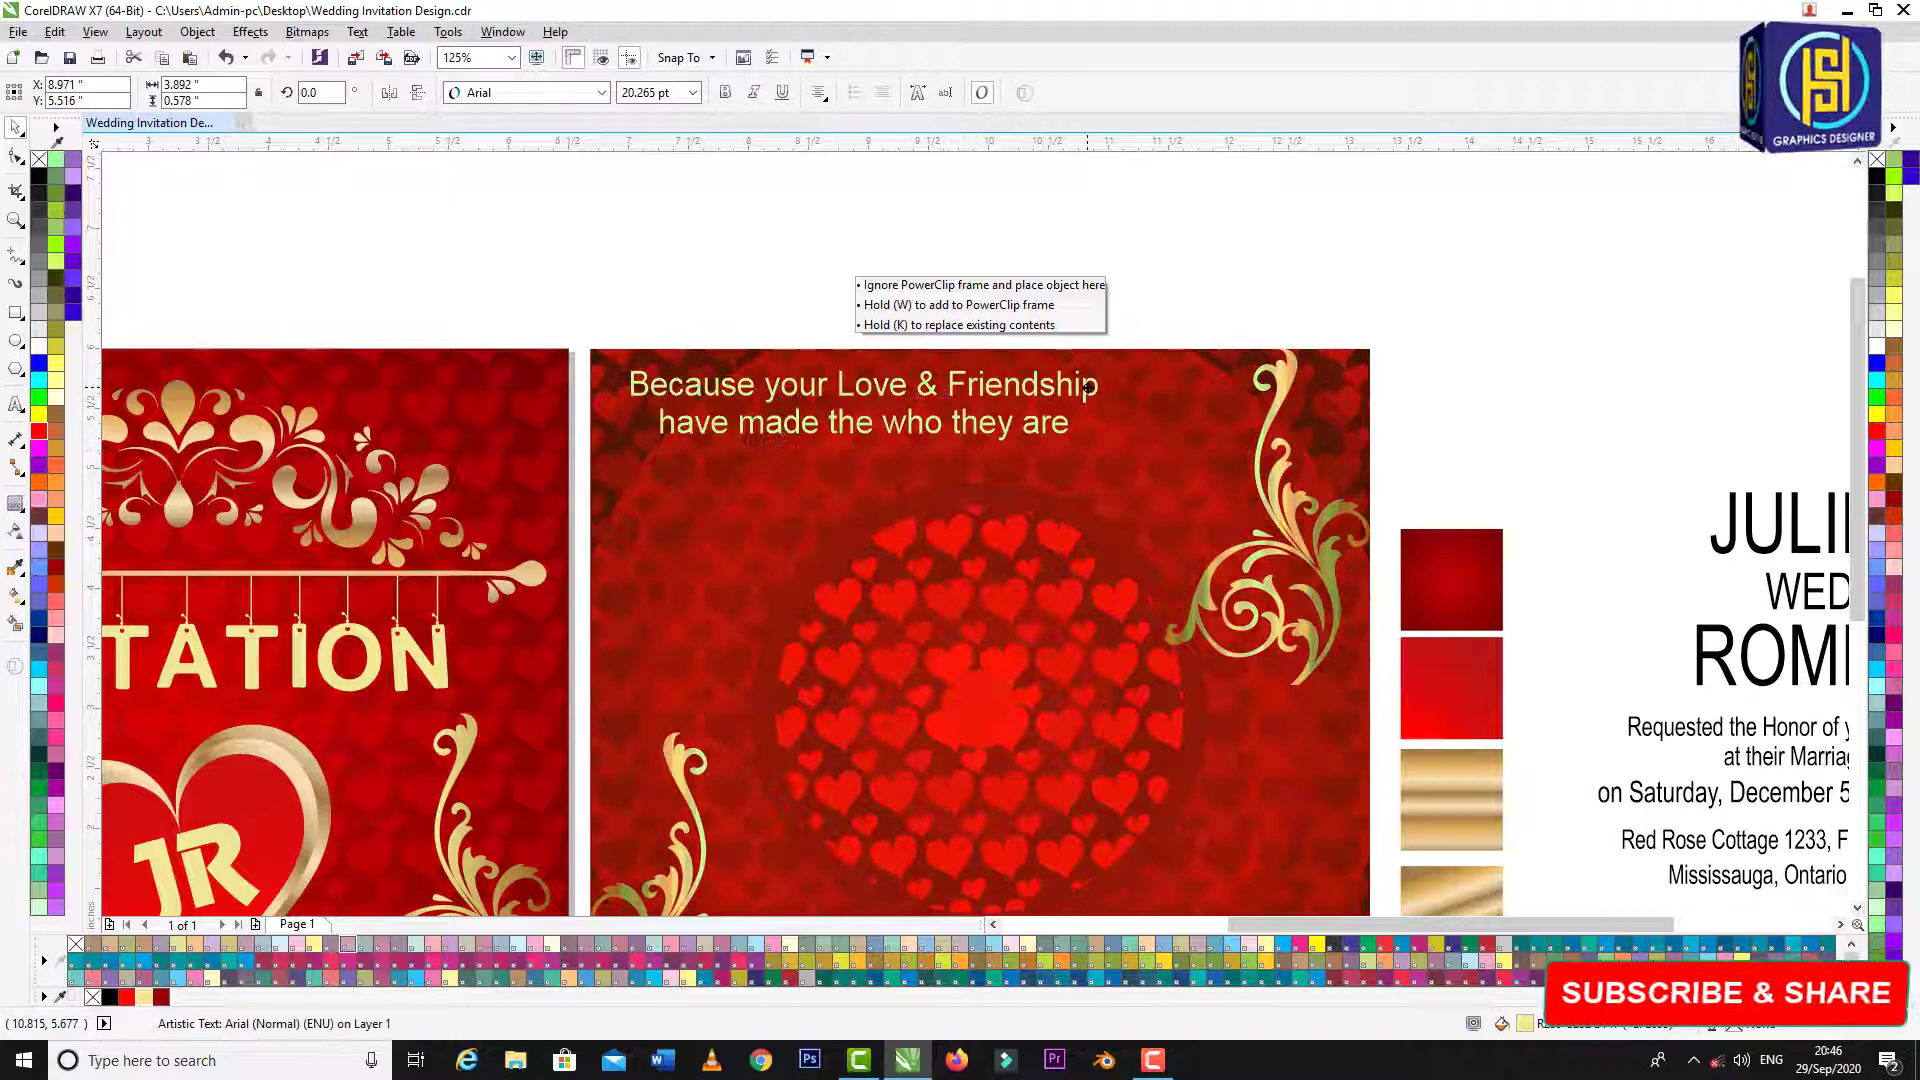 CorelDRAW X7 (64-Bit) - C:\Users\Admin-pc\Desktop\Wedding Invitation Design.cdr
File Edit View Layout Object Effects Bitmaps Text Table Tools Window Help
125% Snap To
X: 8.971 " 3.892 " 0.0 ° Arial 20.265 pt
Y: 5.516 " 0.578 "
GRAPHICS DESIGNER
Wedding Invitation De...
• Ignore PowerClip frame and place object here
• Hold (W) to add to PowerClip frame
• Hold (K) to replace existing contents
Because your Love & Friendship
have made the who they are
TATION
JR
JULI
WED
ROM
Requested the Honor of y
at their Marria
on Saturday, December 5
Red Rose Cottage 1233, F
Mississauga, Ontario
1 of 1 Page 1
SUBSCRIBE & SHARE
( 10.815, 5.677 ) Artistic Text: Arial (Normal) (ENU) on Layer 1
Type here to search
ENG
20:46
29/Sep/2020